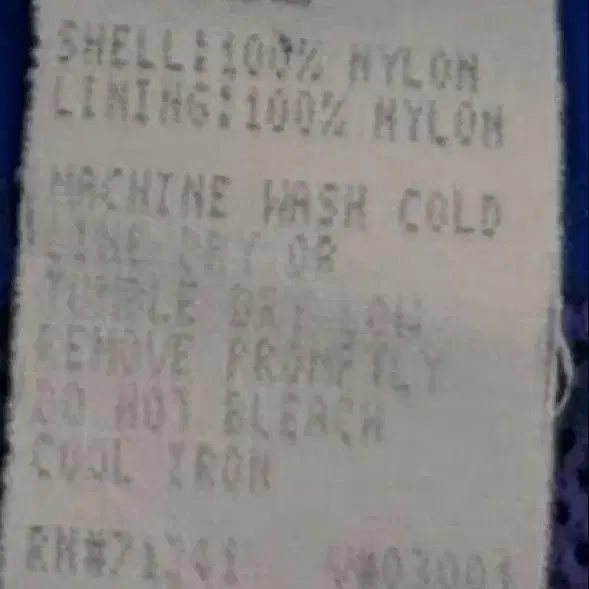 SHELL:100% NYLON
LINING:100% NYLON
MACHINE WASH COLD
LINE DRY OR
TUMBLE DRY LOW
REMOVE PROMPTLY
DO NOT BLEACH
COOL IRON